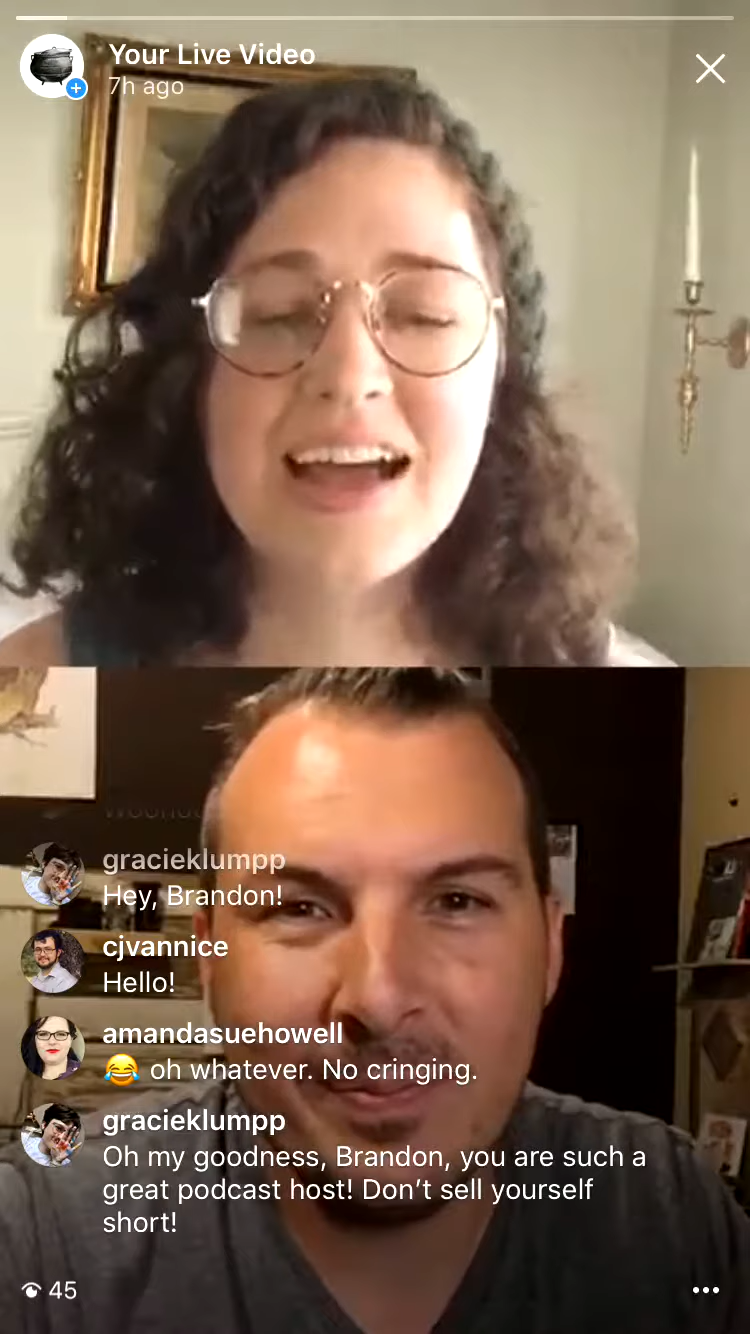 Your Live Video
7h ago
gracieklumpp
Hey, Brandon!
cjvannice
Hello!
amandasuehowell
😂 oh whatever. No cringing.
gracieklumpp
Oh my goodness, Brandon, you are such a
great podcast host! Don’t sell yourself
short!
45